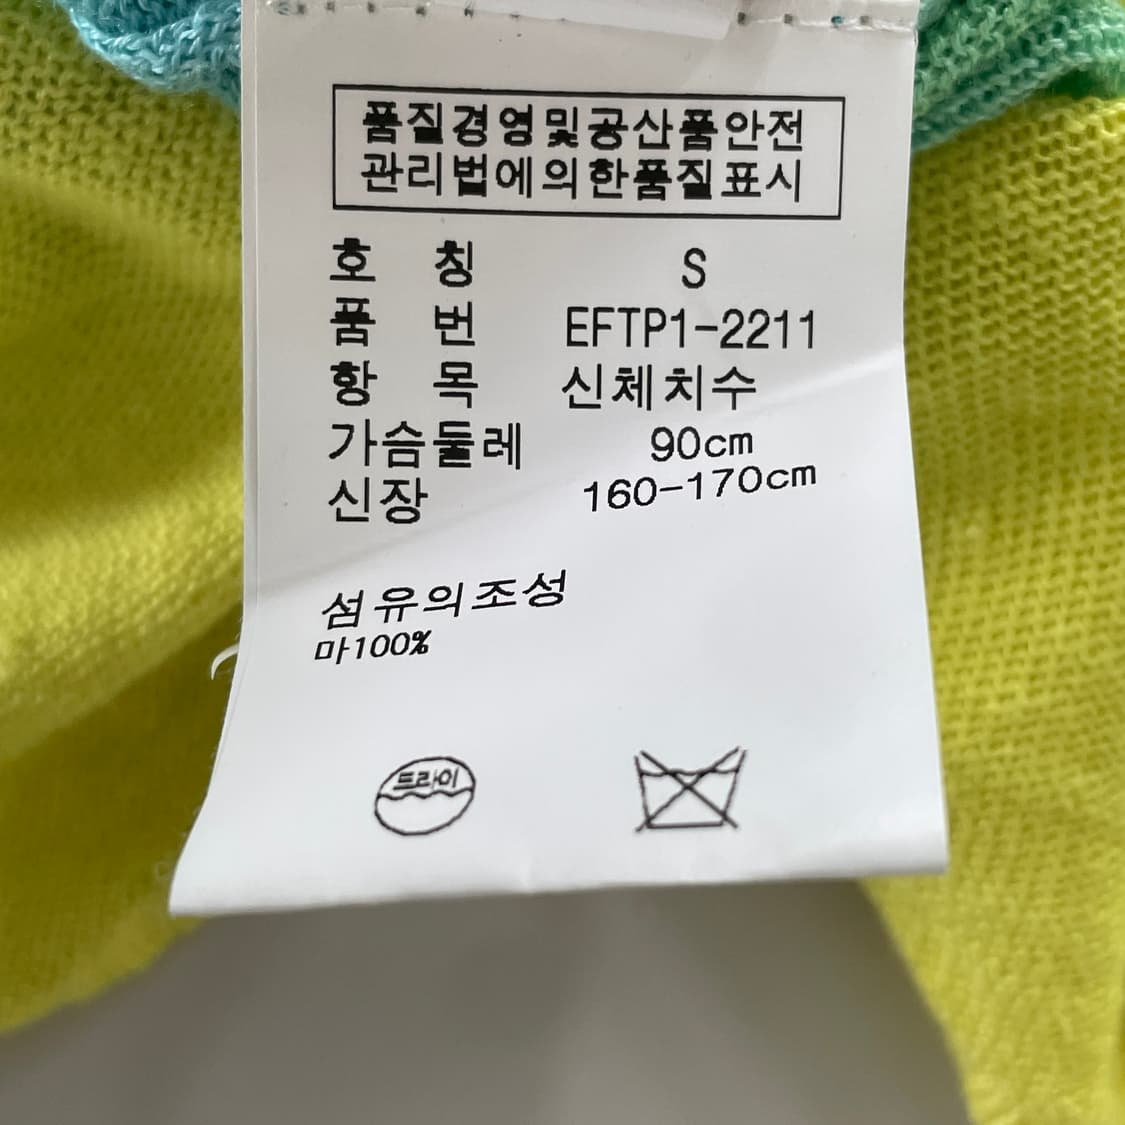 품질경영및공산품안전
관리법에의한품질표시
호 칭 S
품 번 EFTP1-2211
항 목 신체치수
가슴둘레 90cm
신장 160-170cm
섬유의조성
마100%
드라이